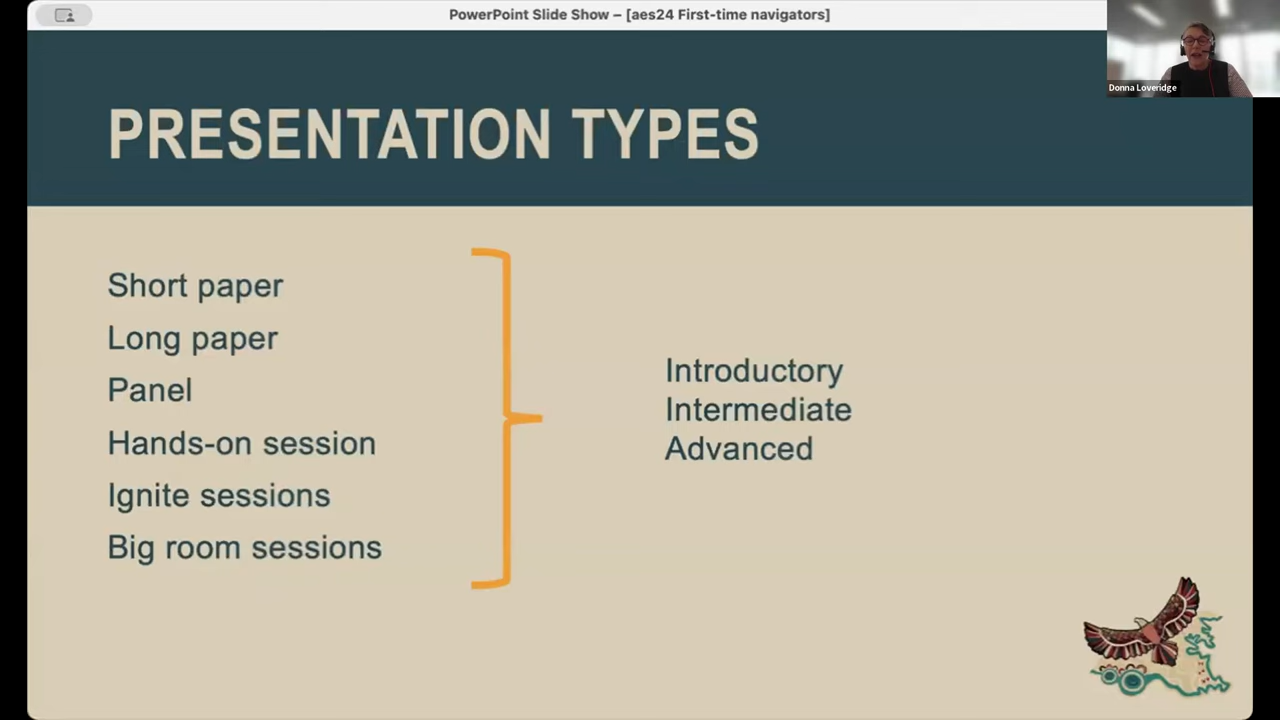 PowerPoint Slide Show – [aes24 First-time navigators]
Donna Loveridge
PRESENTATION TYPES
Short paper
Long paper
Panel
Hands-on session
Ignite sessions
Big room sessions
Introductory
Intermediate
Advanced